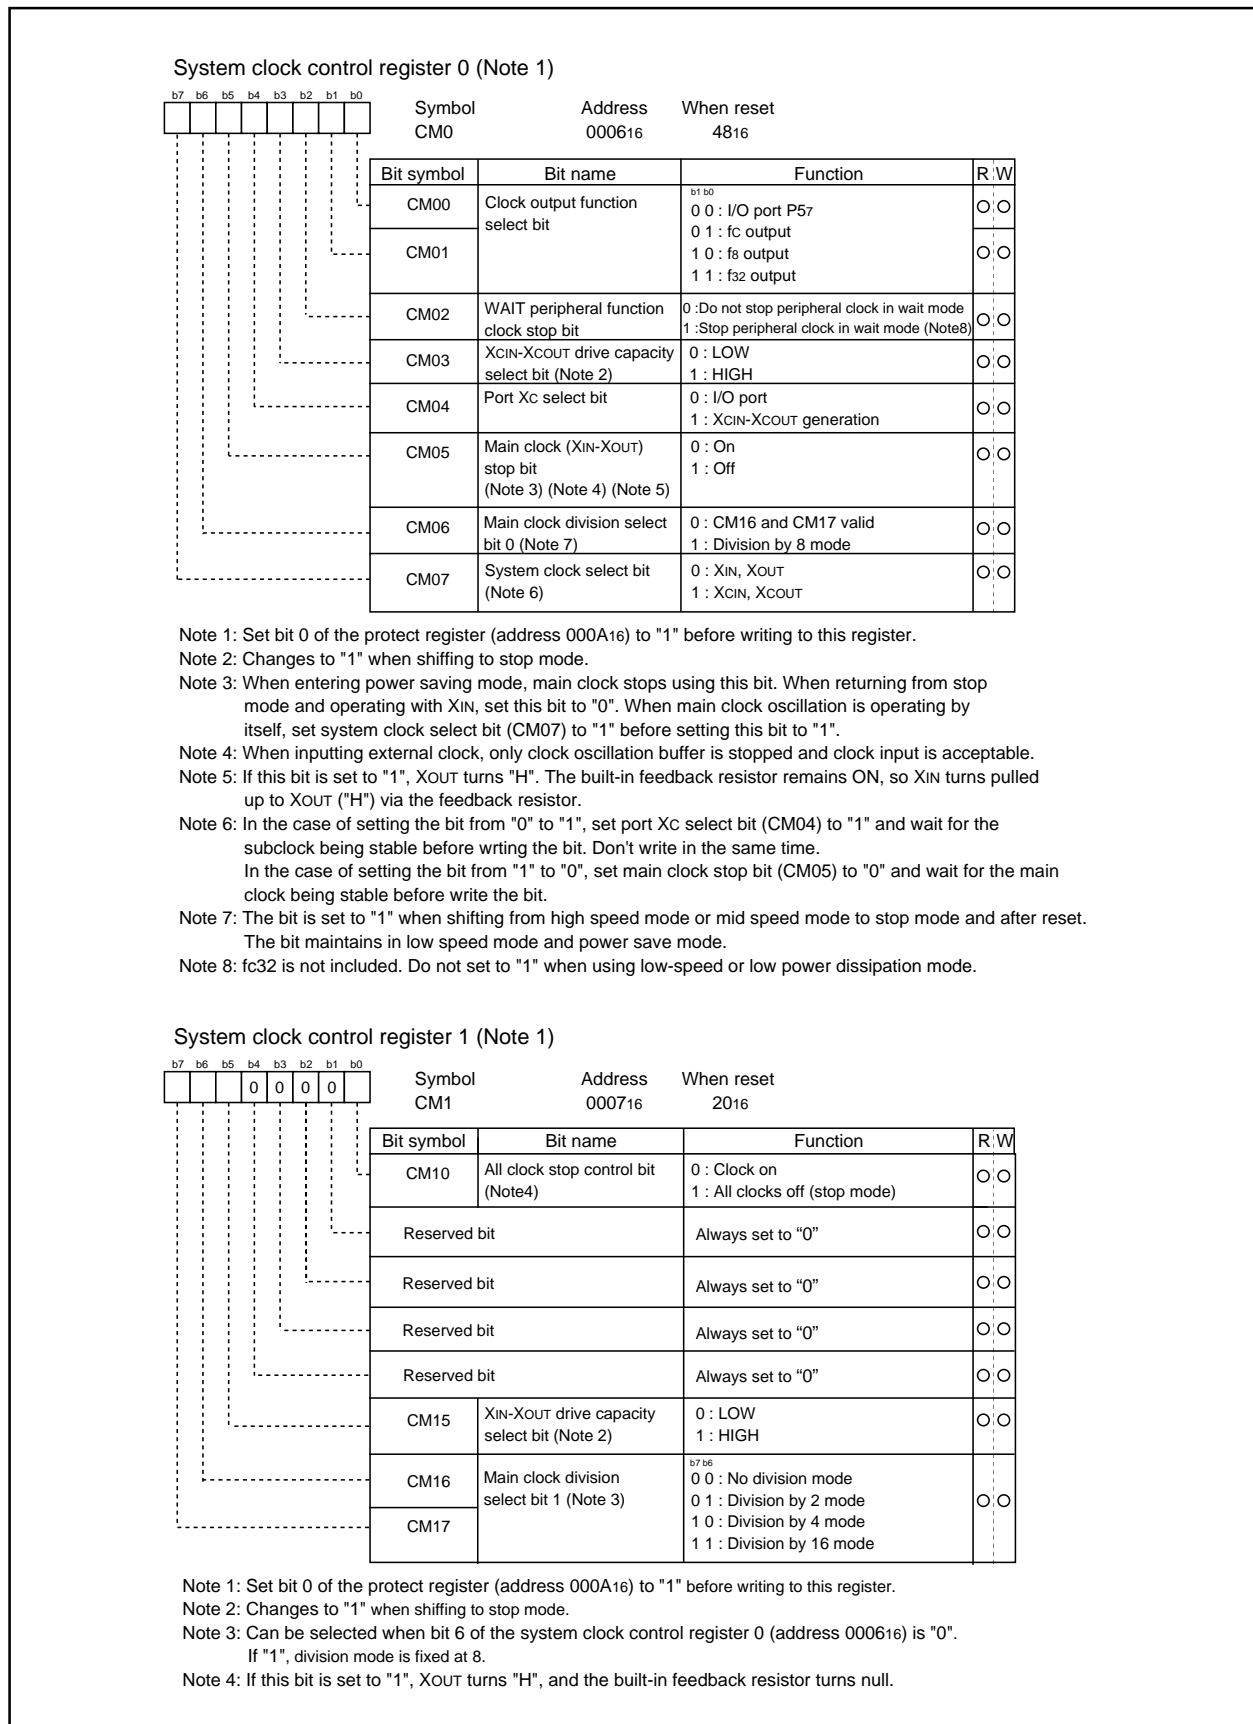 System clock control register 0 (Note 1)
b7 b6 b5 b4 b3 b2 b1 b0
Symbol Address When reset
CM0 000616 4816
Bit symbol Bit name Function R W
CM00 Clock output function select bit
b1 b0
0 0 : I/O port P57
0 1 : fC output
CM01
1 0 : f8 output
1 1 : f32 output
CM02 WAIT peripheral function clock stop bit
0 :Do not stop peripheral clock in wait mode
1 :Stop peripheral clock in wait mode (Note8)
CM03 XCIN-XCOUT drive capacity select bit (Note 2)
0 : LOW
1 : HIGH
CM04 Port XC select bit
0 : I/O port
1 : XCIN-XCOUT generation
CM05 Main clock (XIN-XOUT) stop bit (Note 3) (Note 4) (Note 5)
0 : On
1 : Off
CM06 Main clock division select bit 0 (Note 7)
0 : CM16 and CM17 valid
1 : Division by 8 mode
CM07 System clock select bit (Note 6)
0 : XIN, XOUT
1 : XCIN, XCOUT
Note 1: Set bit 0 of the protect register (address 000A16) to "1" before writing to this register.
Note 2: Changes to "1" when shiffing to stop mode.
Note 3: When entering power saving mode, main clock stops using this bit. When returning from stop
mode and operating with XIN, set this bit to "0". When main clock oscillation is operating by
itself, set system clock select bit (CM07) to "1" before setting this bit to "1".
Note 4: When inputting external clock, only clock oscillation buffer is stopped and clock input is acceptable.
Note 5: If this bit is set to "1", XOUT turns "H". The built-in feedback resistor remains ON, so XIN turns pulled
up to XOUT ("H") via the feedback resistor.
Note 6: In the case of setting the bit from "0" to "1", set port XC select bit (CM04) to "1" and wait for the
subclock being stable before wrting the bit. Don't write in the same time.
In the case of setting the bit from "1" to "0", set main clock stop bit (CM05) to "0" and wait for the main
clock being stable before write the bit.
Note 7: The bit is set to "1" when shifting from high speed mode or mid speed mode to stop mode and after reset.
The bit maintains in low speed mode and power save mode.
Note 8: fc32 is not included. Do not set to "1" when using low-speed or low power dissipation mode.
System clock control register 1 (Note 1)
b7 b6 b5 b4 b3 b2 b1 b0
0 0 0 0
Symbol Address When reset
CM1 000716 2016
Bit symbol Bit name Function R W
CM10 All clock stop control bit (Note4)
0 : Clock on
1 : All clocks off (stop mode)
Reserved bit Always set to “0”
Reserved bit Always set to “0”
Reserved bit Always set to “0”
Reserved bit Always set to “0”
CM15 XIN-XOUT drive capacity select bit (Note 2)
0 : LOW
1 : HIGH
CM16 Main clock division select bit 1 (Note 3)
b7 b6
0 0 : No division mode
0 1 : Division by 2 mode
CM17
1 0 : Division by 4 mode
1 1 : Division by 16 mode
Note 1: Set bit 0 of the protect register (address 000A16) to "1" before writing to this register.
Note 2: Changes to "1" when shiffing to stop mode.
Note 3: Can be selected when bit 6 of the system clock control register 0 (address 000616) is "0".
If "1", division mode is fixed at 8.
Note 4: If this bit is set to "1", XOUT turns "H", and the built-in feedback resistor turns null.